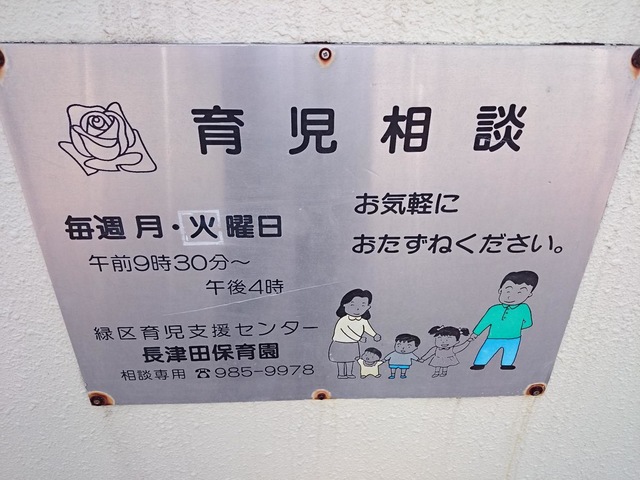 育児相談
毎週月・火曜日
午前9時30分～
午後4時
お気軽に
おたずねください。
緑区育児支援センター
長津田保育園
相談専用 ☎985-9978